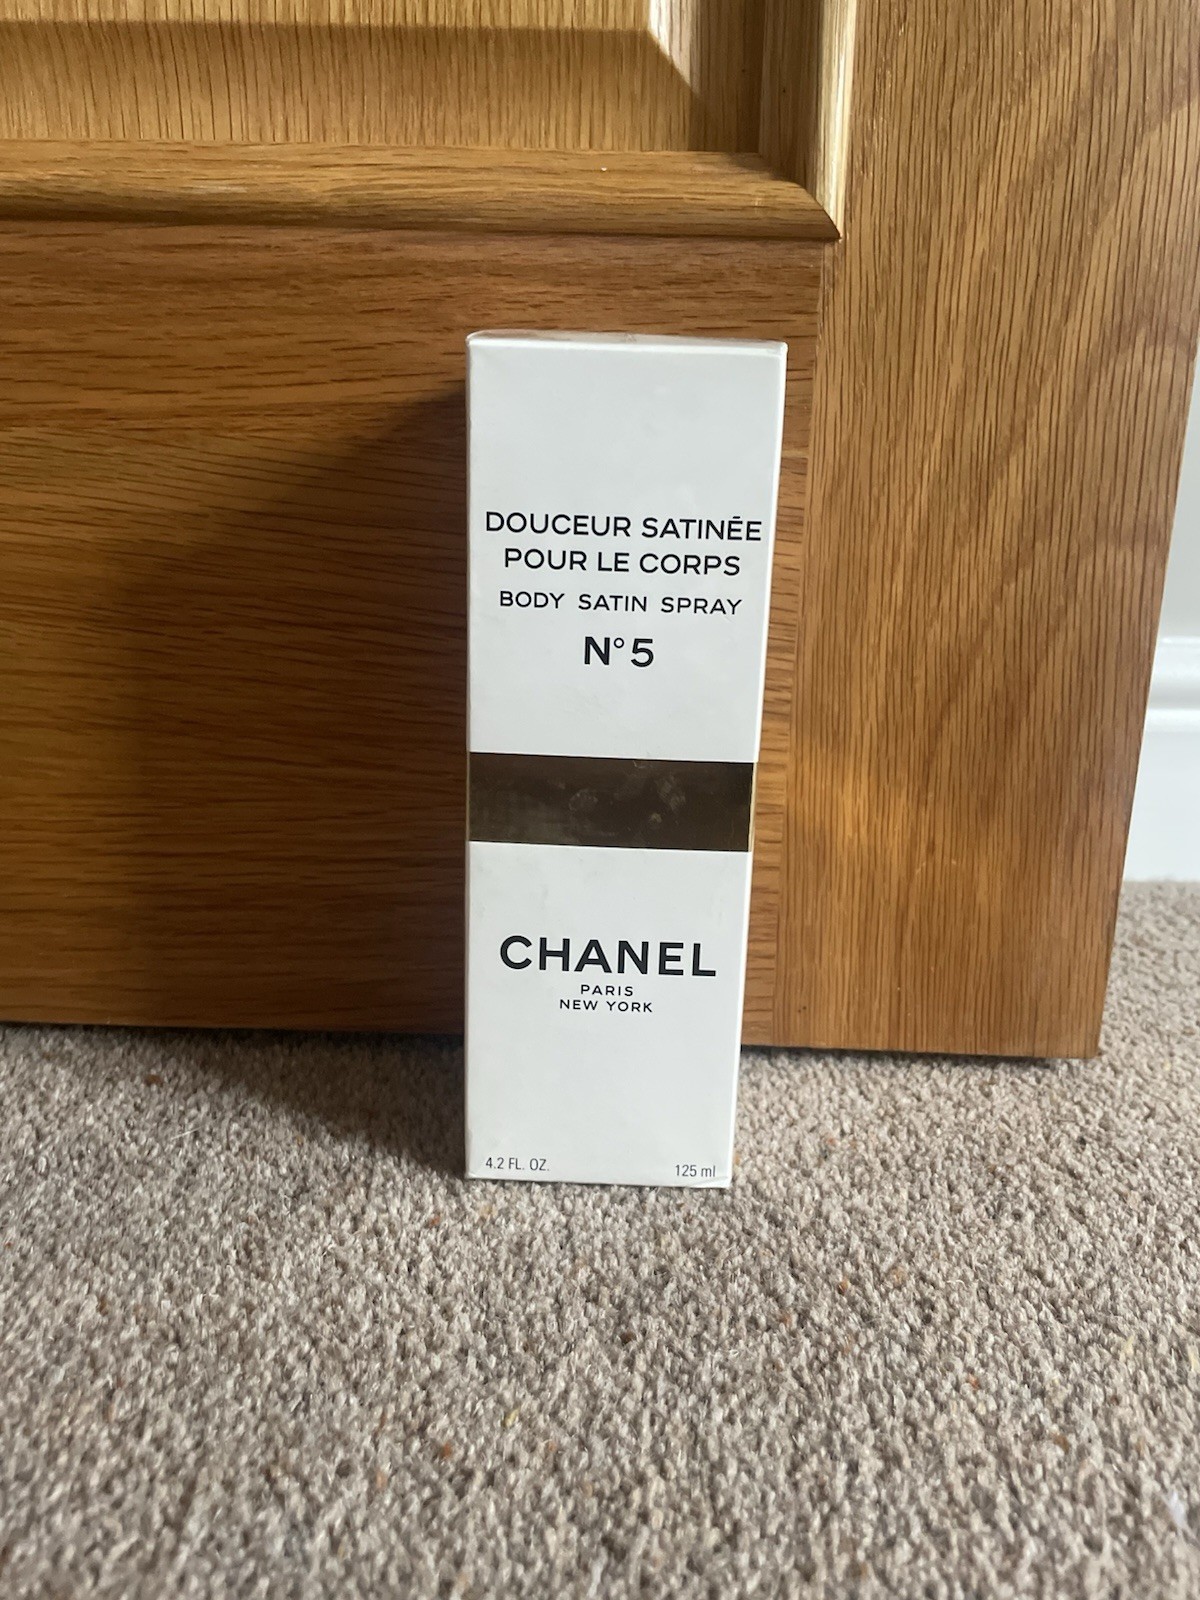 DOUCEUR SATINÉE
POUR LE CORPS
BODY SATIN SPRAY
N°5
CHANEL
PARIS
NEW YORK
4.2 FL. OZ. 125 ml